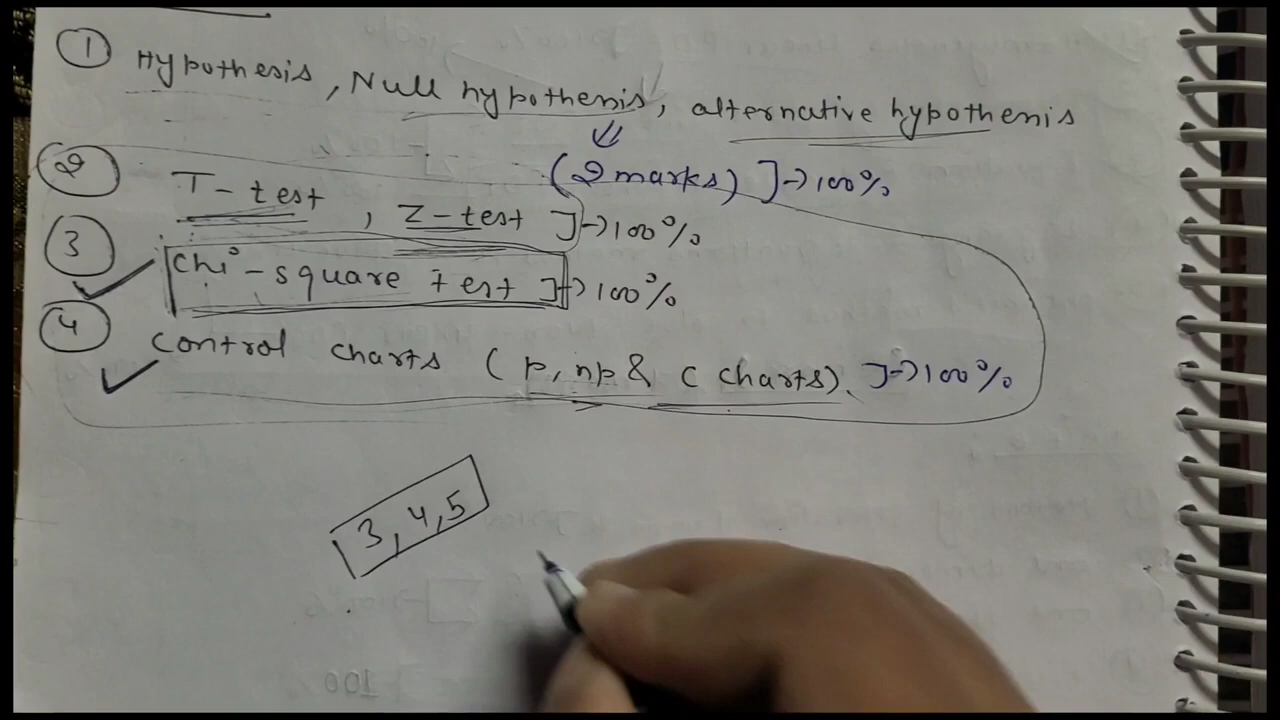 ① Hypothesis, Null hypothesis, alternative hypothesis
⇓
(2 marks) ]→100%
② T-test, Z-test ]→100%
③ Chi-square test ]→100%
④ Control charts (p, np & c charts). ]→100%
3, 4, 5